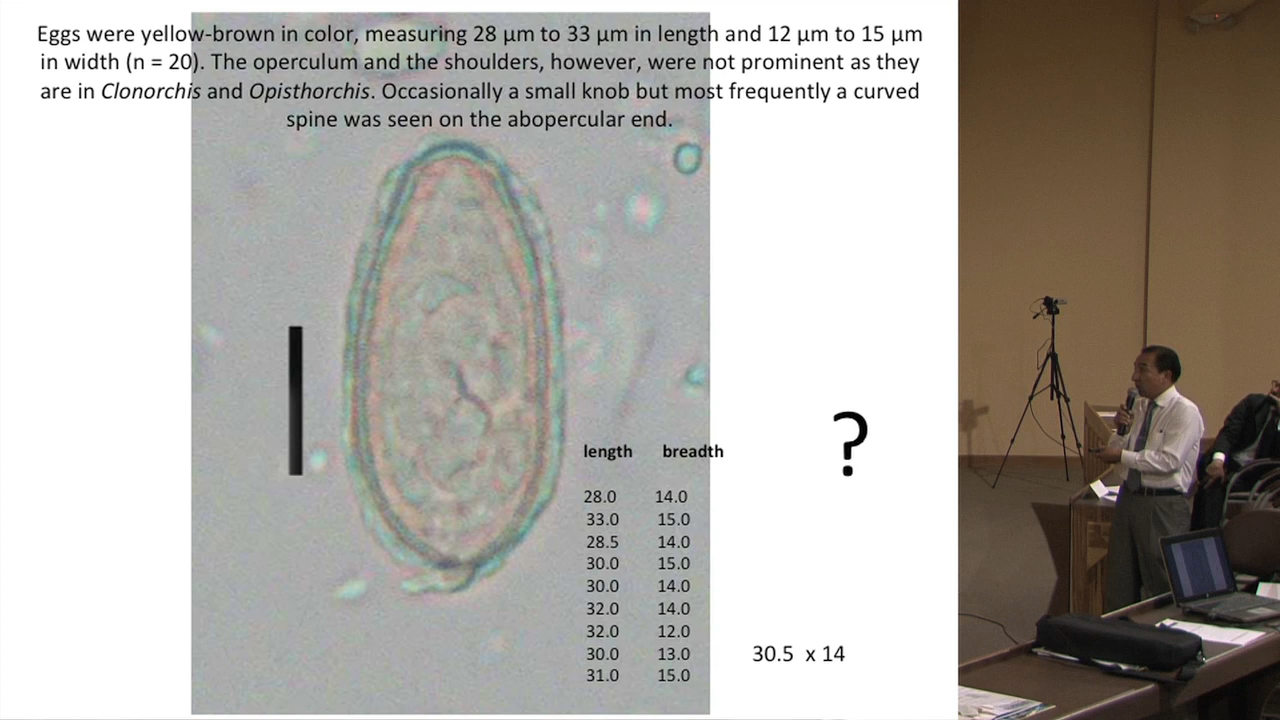 Eggs were yellow-brown in color, measuring 28 μm to 33 μm in length and 12 μm to 15 μm
in width (n = 20). The operculum and the shoulders, however, were not prominent as they
are in Clonorchis and Opisthorchis. Occasionally a small knob but most frequently a curved
spine was seen on the abopercular end.
?
length breadth
28.0 14.0
33.0 15.0
28.5 14.0
30.0 15.0
30.0 14.0
32.0 14.0
32.0 12.0
30.0 13.0
31.0 15.0
30.5 x 14